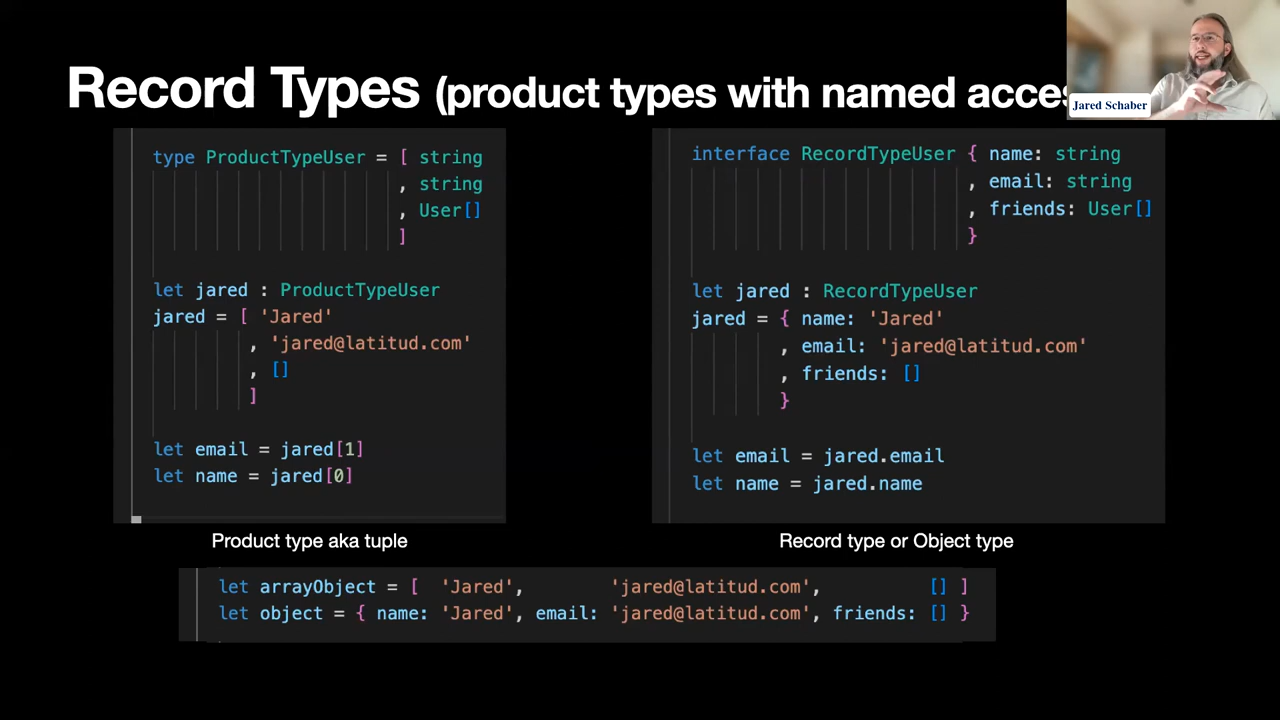 Record Types (product types with named acces
Jared Schaber
type ProductTypeUser = [ string
, string
, User[]
]
let jared : ProductTypeUser
jared = [ 'Jared'
, 'jared@latitud.com'
, []
]
let email = jared[1]
let name = jared[0]
Product type aka tuple
interface RecordTypeUser { name: string
, email: string
, friends: User[]
}
let jared : RecordTypeUser
jared = { name: 'Jared'
, email: 'jared@latitud.com'
, friends: []
}
let email = jared.email
let name = jared.name
Record type or Object type
let arrayObject = [ 'Jared', 'jared@latitud.com', [] ]
let object = { name: 'Jared', email: 'jared@latitud.com', friends: [] }